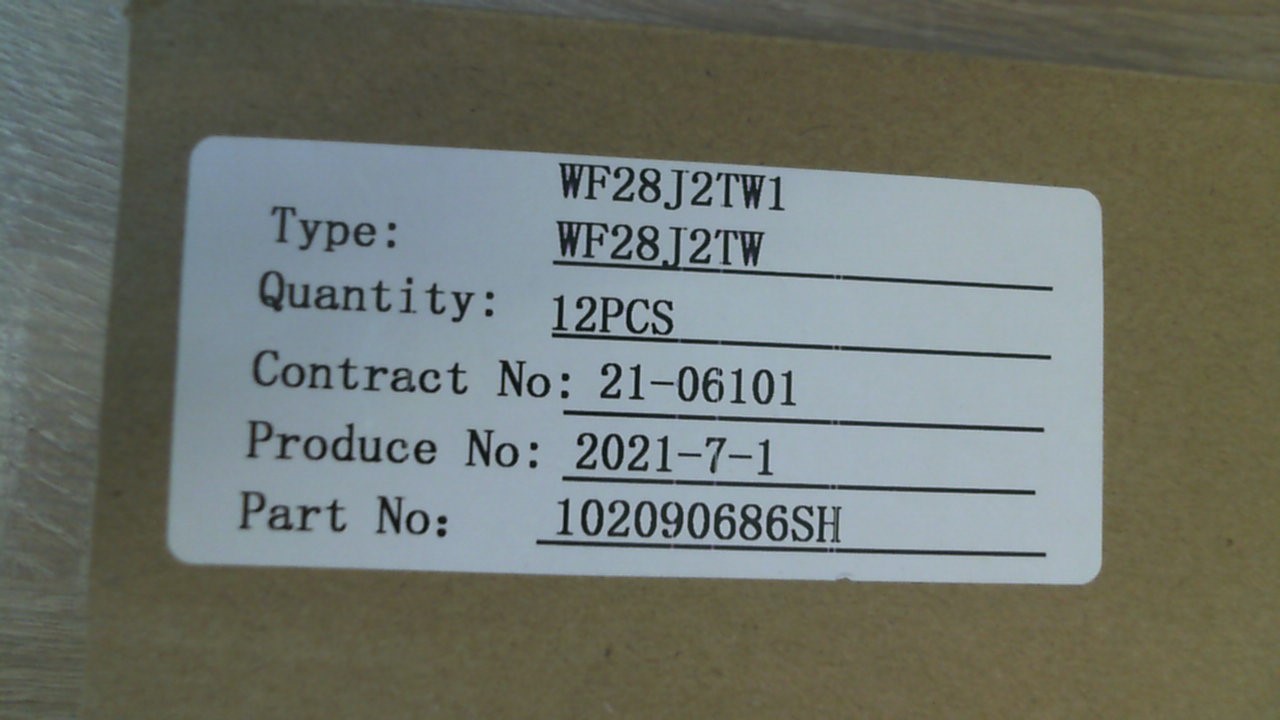 WF28J2TW1
Type: WF28J2TW
Quantity: 12PCS
Contract No: 21-06101
Produce No: 2021-7-1
Part No: 102090686SH